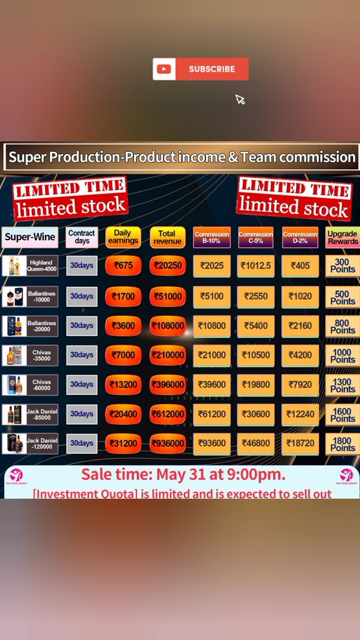 SUBSCRIBE
Super Production-Product income & Team commission
LIMITED TIME
limited stock
LIMITED TIME
limited stock
Super-Wine Contract days Daily earnings Total revenue Commission B-10% Commission C-5% Commission D-2% Upgrade Rewards
Highland Queen-4500 30days ₹675 ₹20250 ₹2025 ₹1012.5 ₹405 300 Points
Ballantines -10000 30days ₹1700 ₹51000 ₹5100 ₹2550 ₹1020 500 Points
Ballantines -20000 30days ₹3600 ₹108000 ₹10800 ₹5400 ₹2160 800 Points
Chivas -35000 30days ₹7000 ₹210000 ₹21000 ₹10500 ₹4200 1000 Points
Chivas -60000 30days ₹13200 ₹396000 ₹39600 ₹19800 ₹7920 1300 Points
Jack Daniel -85000 30days ₹20400 ₹612000 ₹61200 ₹30600 ₹12240 1600 Points
Jack Daniel -120000 30days ₹31200 ₹936000 ₹93600 ₹46800 ₹18720 1800 Points
Sale time: May 31 at 9:00pm.
[Investment Quota] is limited and is expected to sell out